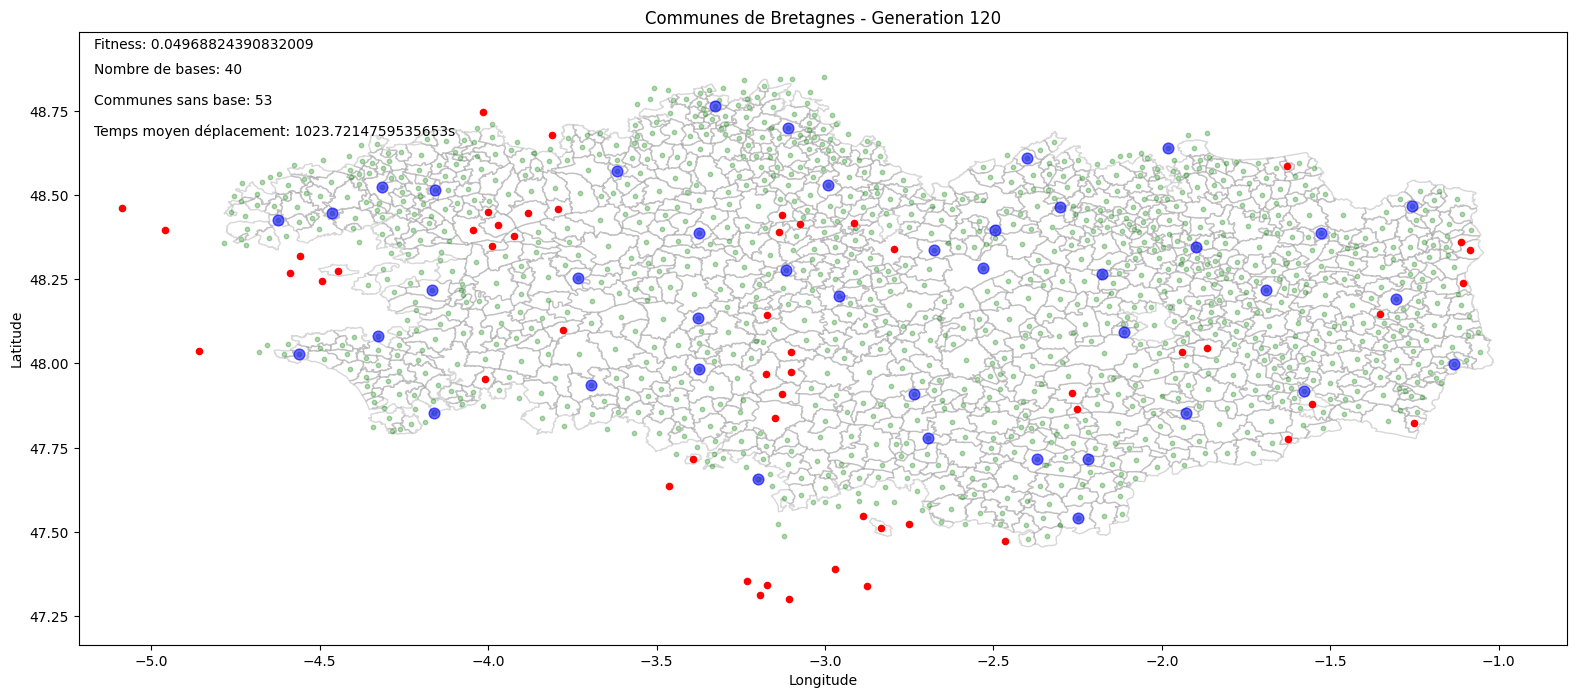 Communes de Bretagnes - Generation 120
Fitness: 0.04968824390832009
Nombre de bases: 40
Communes sans base: 53
Temps moyen déplacement: 1023.7214759535653s
Latitude
48.75
48.50
48.25
48.00
47.75
47.50
47.25
−5.0
−4.5
−4.0
−3.5
−3.0
−2.5
−2.0
−1.5
−1.0
Longitude